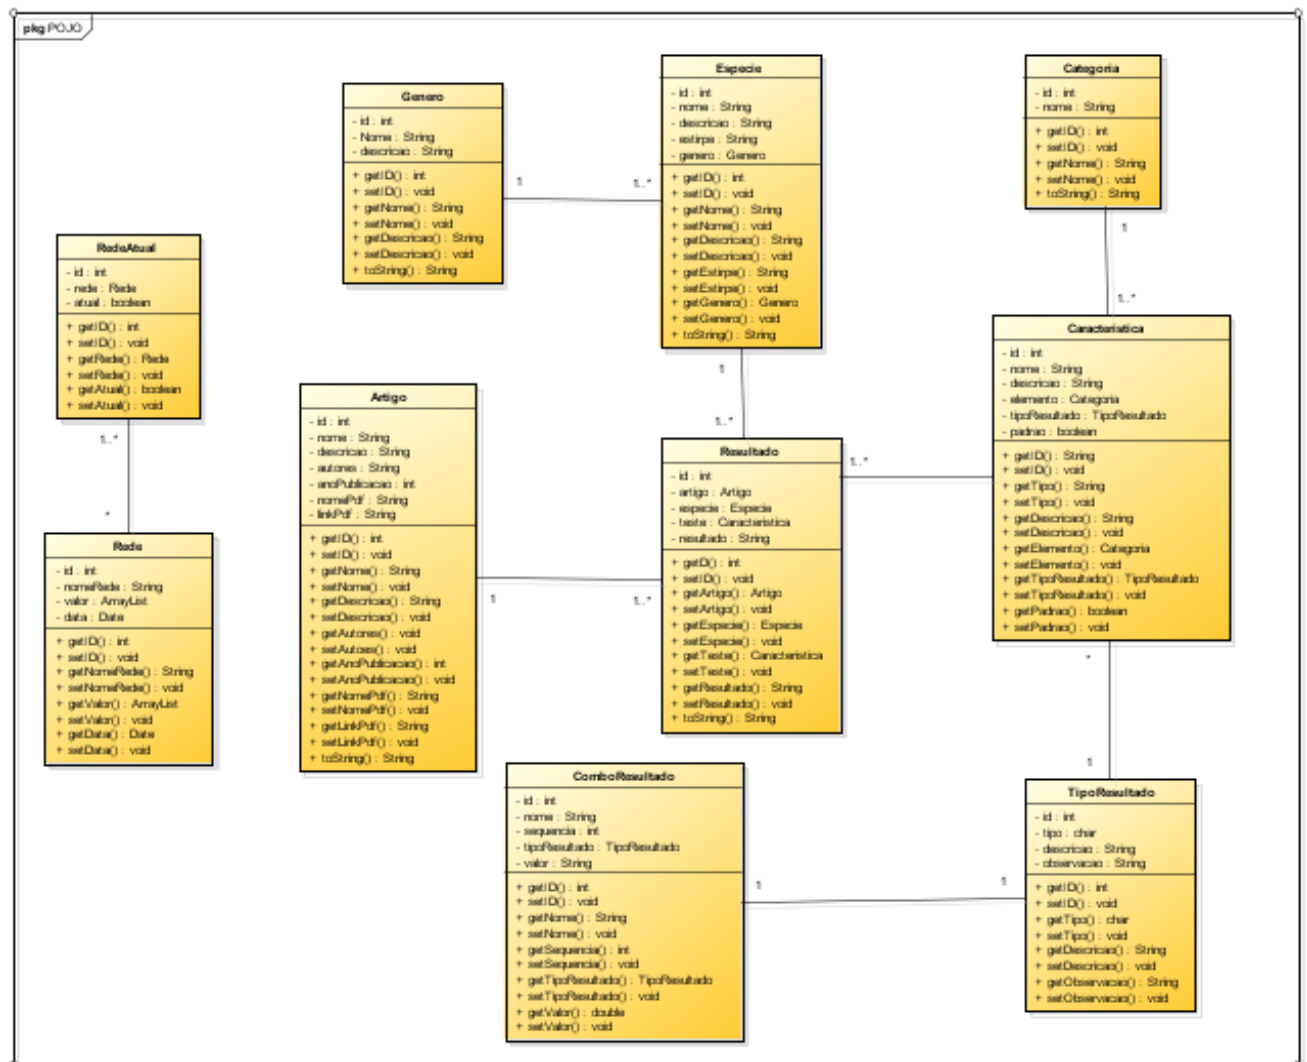 pkg POJO
Genero
- id : int
- Nome : String
- descricao : String
+ getID() : int
+ setID() : void
+ getNome() : String
+ setNome() : void
+ getDescricao() : String
+ setDescricao() : void
+ toString() : String
1
1..*
Especie
- id : int
- nome : String
- descricao : String
- estirpe : String
- genero : Genero
+ getID() : int
+ setID() : void
+ getNome() : String
+ setNome() : void
+ getDescricao() : String
+ setDescricao() : void
+ getEstirpe() : String
+ setEstirpe() : void
+ getGenero() : Genero
+ setGenero() : void
+ toString() : String
1
1..*
Categoria
- id : int
- nome : String
+ getID() : int
+ setID() : void
+ getNome() : String
+ setNome() : void
+ toString() : String
1
1..*
RedeAtual
- id : int
- rede : Rede
- atual : boolean
+ getID() : int
+ setID() : void
+ getRede() : Rede
+ setRede() : void
+ getAtual() : boolean
+ setAtual() : void
1..*
*
Rede
- id : int
- nomeRede : String
- valor : ArrayList
- data : Date
+ getID() : int
+ setID() : void
+ getNomeRede() : String
+ setNomeRede() : void
+ getValor() : ArrayList
+ setValor() : void
+ getData() : Date
+ setData() : void
Artigo
- id : int
- nome : String
- descricao : String
- autores : String
- anoPublicacao : int
- nomePdf : String
- linkPdf : String
+ getID() : int
+ setID() : void
+ getNome() : String
+ setNome() : void
+ getDescricao() : String
+ setDescricao() : void
+ getAutores() : void
+ setAutoes() : void
+ getAnoPublicacao() : int
+ setAnoPublicacao() : void
+ getNomePdf() : String
+ setNomePdf() : void
+ getLinkPdf() : String
+ setLinkPdf() : void
+ toString() : String
1
1..*
Resultado
- id : int
- artigo : Artigo
- especie : Especie
- teste : Caracteristica
- resultado : String
+ getD() : int
+ setID() : void
+ getArtigo() : Artigo
+ setArtigo() : void
+ getEspecie() : Especie
+ setEspecie() : void
+ getTeste() : Caracteristica
+ setTeste() : void
+ getResultado() : String
+ setResultado() : void
+ toString() : String
1..*
Caracteristica
- id : int
- nome : String
- descricao : String
- elemento : Categoria
- tipoResultado : TipoResultado
- padrao : boolean
+ getID() : String
+ setID() : void
+ getTipo() : String
+ setTipo() : void
+ getDescricao() : String
+ setDescricao() : void
+ getElemento() : Categoria
+ setElemento() : void
+ getTipoResultado() : TipoResultado
+ setTipoResultado() : void
+ getPadrao() : boolean
+ setPadrao() : void
*
1
ComboResultado
- id : int
- nome : String
- sequencia : int
- tipoResultado : TipoResultado
- valor : String
+ getID() : int
+ setID() : void
+ getNome() : String
+ setNome() : void
+ getSequencia() : int
+ setSequencia() : void
+ getTipoResultado() : TipoResultado
+ setTipoResultado() : void
+ getValor() : double
+ setValor() : void
1
1
TipoResultado
- id : int
- tipo : char
- descricao : String
- observacao : String
+ getID() : int
+ setID() : void
+ getTipo() : char
+ setTipo() : void
+ getDescricao() : String
+ setDescricao() : void
+ getObservacao() : String
+ setObservacao() : void